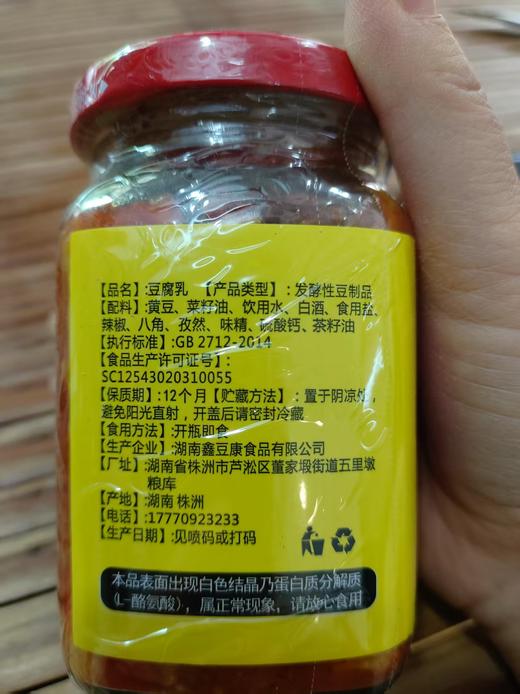 【品名】:豆腐乳 【产品类型】:发酵性豆制品
【配料】:黄豆、菜籽油、饮用水、白酒、食用盐、
辣椒、八角、孜然、味精、硫酸钙、茶籽油
【执行标准】:GB 2712-2014
【食品生产许可证号】:
SC12543020310055
【保质期】:12个月【贮藏方法】:置于阴凉处,
避免阳光直射，开盖后请密封冷藏
【食用方法】:开瓶即食
【生产企业】:湖南鑫豆康食品有限公司
【厂址】:湖南省株洲市芦淞区董家塅街道五里墩
粮库
【产地】:湖南 株洲
【电话】:17770923233
【生产日期】:见喷码或打码
本品表面出现白色结晶乃蛋白质分解质
(L-酪氨酸)，属正常现象，请放心食用